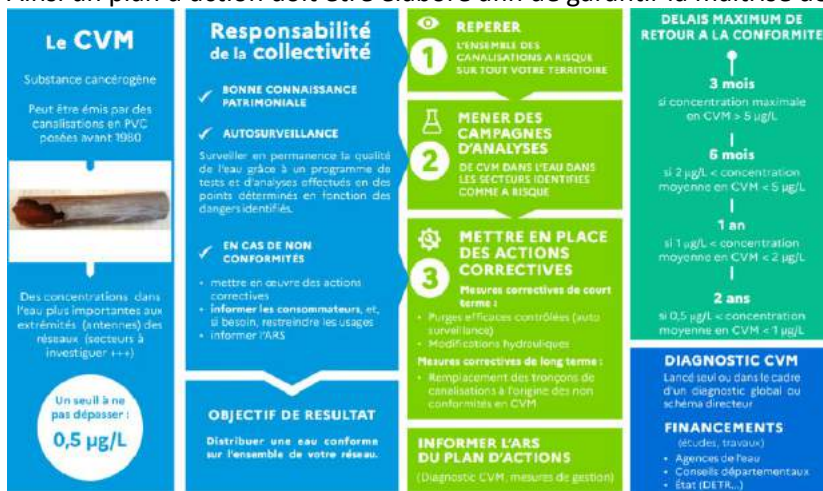 Le CVM
Substance cancérogène
Peut être émis par des
canalisations en PVC
posées avant 1980
Des concentrations dans
l'eau plus importantes aux
extrémités (antennes) des
réseaux (secteurs à
investiguer +++)
Un seuil à ne
pas dépasser :
0,5 µg/L
Responsabilité
de la collectivité
BONNE CONNAISSANCE
PATRIMONIALE
AUTOSURVEILLANCE
Surveiller en permanence la qualité
de l'eau grâce à un programme de
tests et d'analyses effectués en des
points déterminés en fonction des
dangers identifiés.
EN CAS DE NON
CONFORMITÉS
• mettre en œuvre des actions
correctives
• informer les consommateurs, et,
si besoin, restreindre les usages
• informer l'ARS
OBJECTIF DE RESULTAT
Distribuer une eau conforme
sur l'ensemble de votre réseau.
1
REPERER
L'ENSEMBLE DES
CANALISATIONS A RISQUE
SUR TOUT VOTRE TERRITOIRE
2
MENER DES
CAMPAGNES
D'ANALYSES
DE CVM DANS L'EAU DANS
LES SECTEURS IDENTIFIES
COMME A RISQUE
3
METTRE EN PLACE
DES ACTIONS
CORRECTIVES
Mesures correctives de court
terme :
• Purges efficaces contrôlées (auto
surveillance)
• Modifications hydrauliques
Mesures correctives de long terme :
• Remplacement des tronçons de
canalisations à l'origine des non
conformités en CVM
INFORMER L'ARS
DU PLAN D'ACTIONS
(Diagnostic CVM, mesures de gestion)
DELAIS MAXIMUM DE
RETOUR A LA CONFORMITE
3 mois
si concentration maximale
en CVM > 5 µg/L
6 mois
si 2 µg/L < concentration
moyenne en CVM < 5 µg/L
1 an
si 1 µg/L < concentration
moyenne en CVM < 2 µg/L
2 ans
si 0,5 µg/L < concentration
moyenne en CVM < 1 µg/L
DIAGNOSTIC CVM
Lancé seul ou dans le cadre
d'un diagnostic global ou
schéma directeur
FINANCEMENTS
(études, travaux)
• Agences de l'eau
• Conseils départementaux
• État (DETR...)